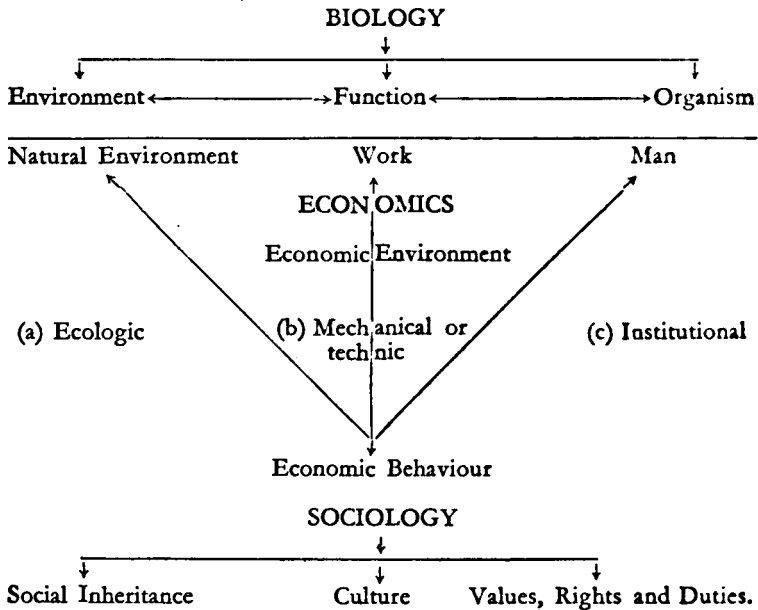 BIOLOGY
Environment Function Organism
Natural Environment Work Man
ECONOMICS
Economic Environment
(a) Ecologic (b) Mechanical or (c) Institutional
technic
Economic Behaviour
SOCIOLOGY
Social Inheritance Culture Values, Rights and Duties.